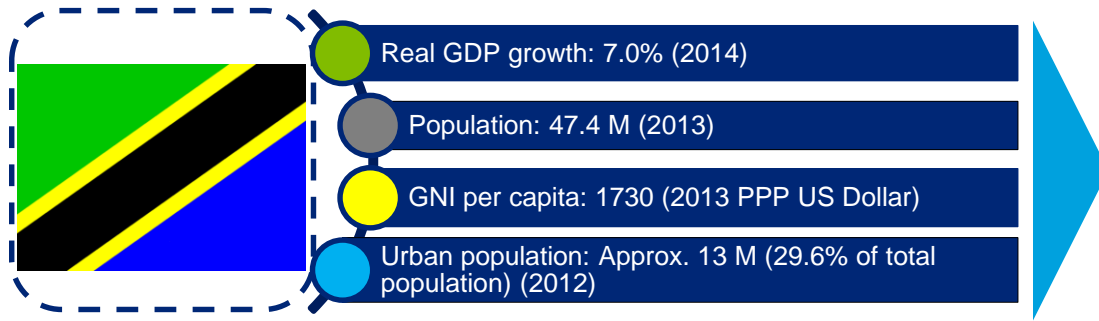 Real GDP growth: 7.0% (2014)
Population: 47.4 M (2013)
GNI per capita: 1730 (2013 PPP US Dollar)
Urban population: Approx. 13 M (29.6% of total
population) (2012)